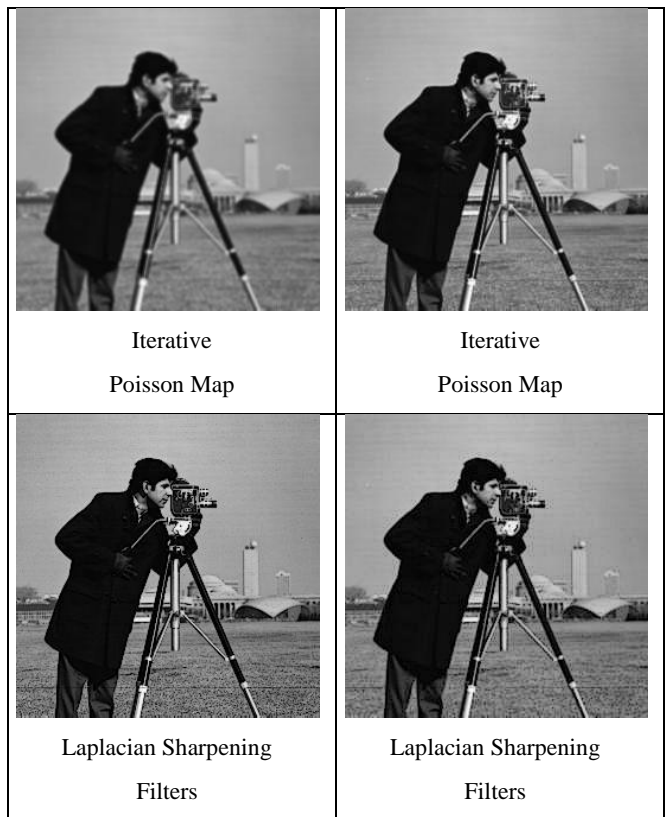 Iterative
Poisson Map
Iterative
Poisson Map
Laplacian Sharpening
Filters
Laplacian Sharpening
Filters